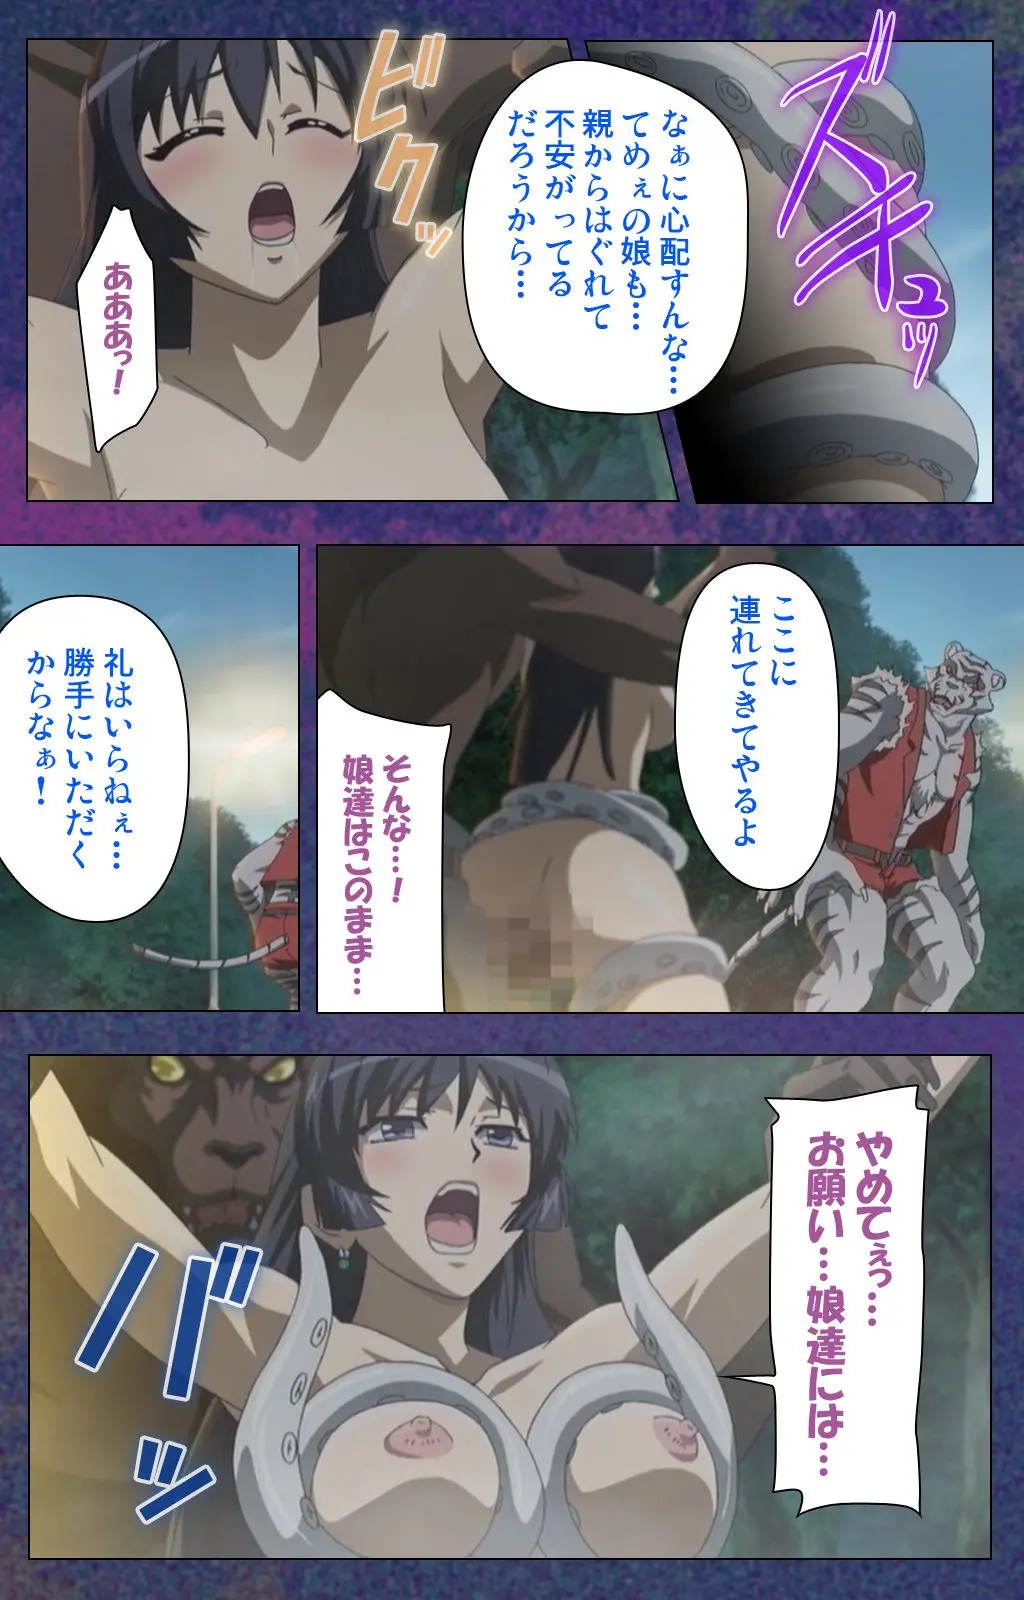 ズキュッ
なぁに心配すんな…
てめぇの娘も…
親からはぐれて
不安がってる
だろうから…
ビクッ
あああっ！
ここに
連れてきてやるよ
そんな…！
娘達はこのまま…
礼はいらねぇ…
勝手にいただく
からなぁ！
やめてぇっ…
お願い…娘達には…
バッ